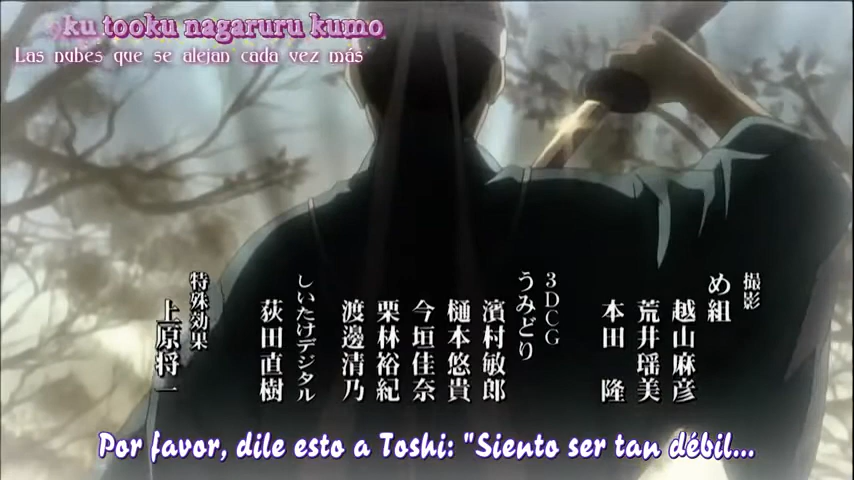 oku tooku nagaruru kumo
Las nubes que se alejan cada vez más
撮影
め組
越山麻彦
荒井瑶美
本田　隆
3DCG
うみどり
濱村敏郎
樋本悠貴
今垣佳奈
栗林裕紀
渡邊清乃
しいたけデジタル
荻田直樹
特殊効果
上原将一
Por favor, dile esto a Toshi: "Siento ser tan débil...